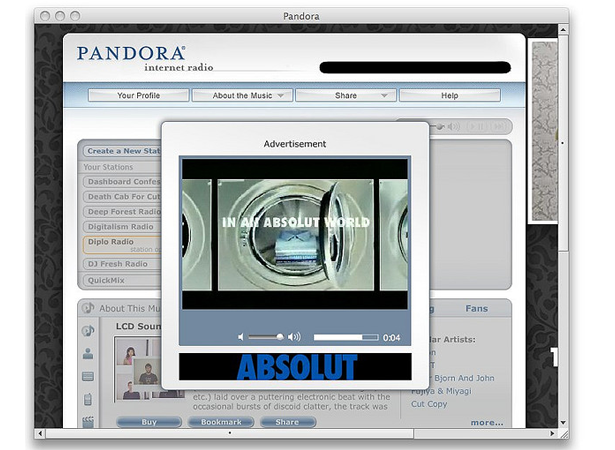 Pandora
PANDORA®
internet radio
Your Profile
About the Music
Share
Help
Create a New Stat
Your Stations
Dashboard Confes
Death Cab For Cut
Deep Forest Radio
Digitalism Radio
Diplo Radio
station op
DJ Fresh Radio
QuickMix
Advertisement
IN AN ABSOLUT WORLD
0:04
ABSOLUT
About This Mu
Fans
LCD Soun
lar Artists:
er Bjorn And John
Fujiya & Miyagi
Cut Copy
more...
etc.) laid over a puttering electronic beat with the
occasional bursts of discoid clatter, the track was
Buy
Bookmark
Share